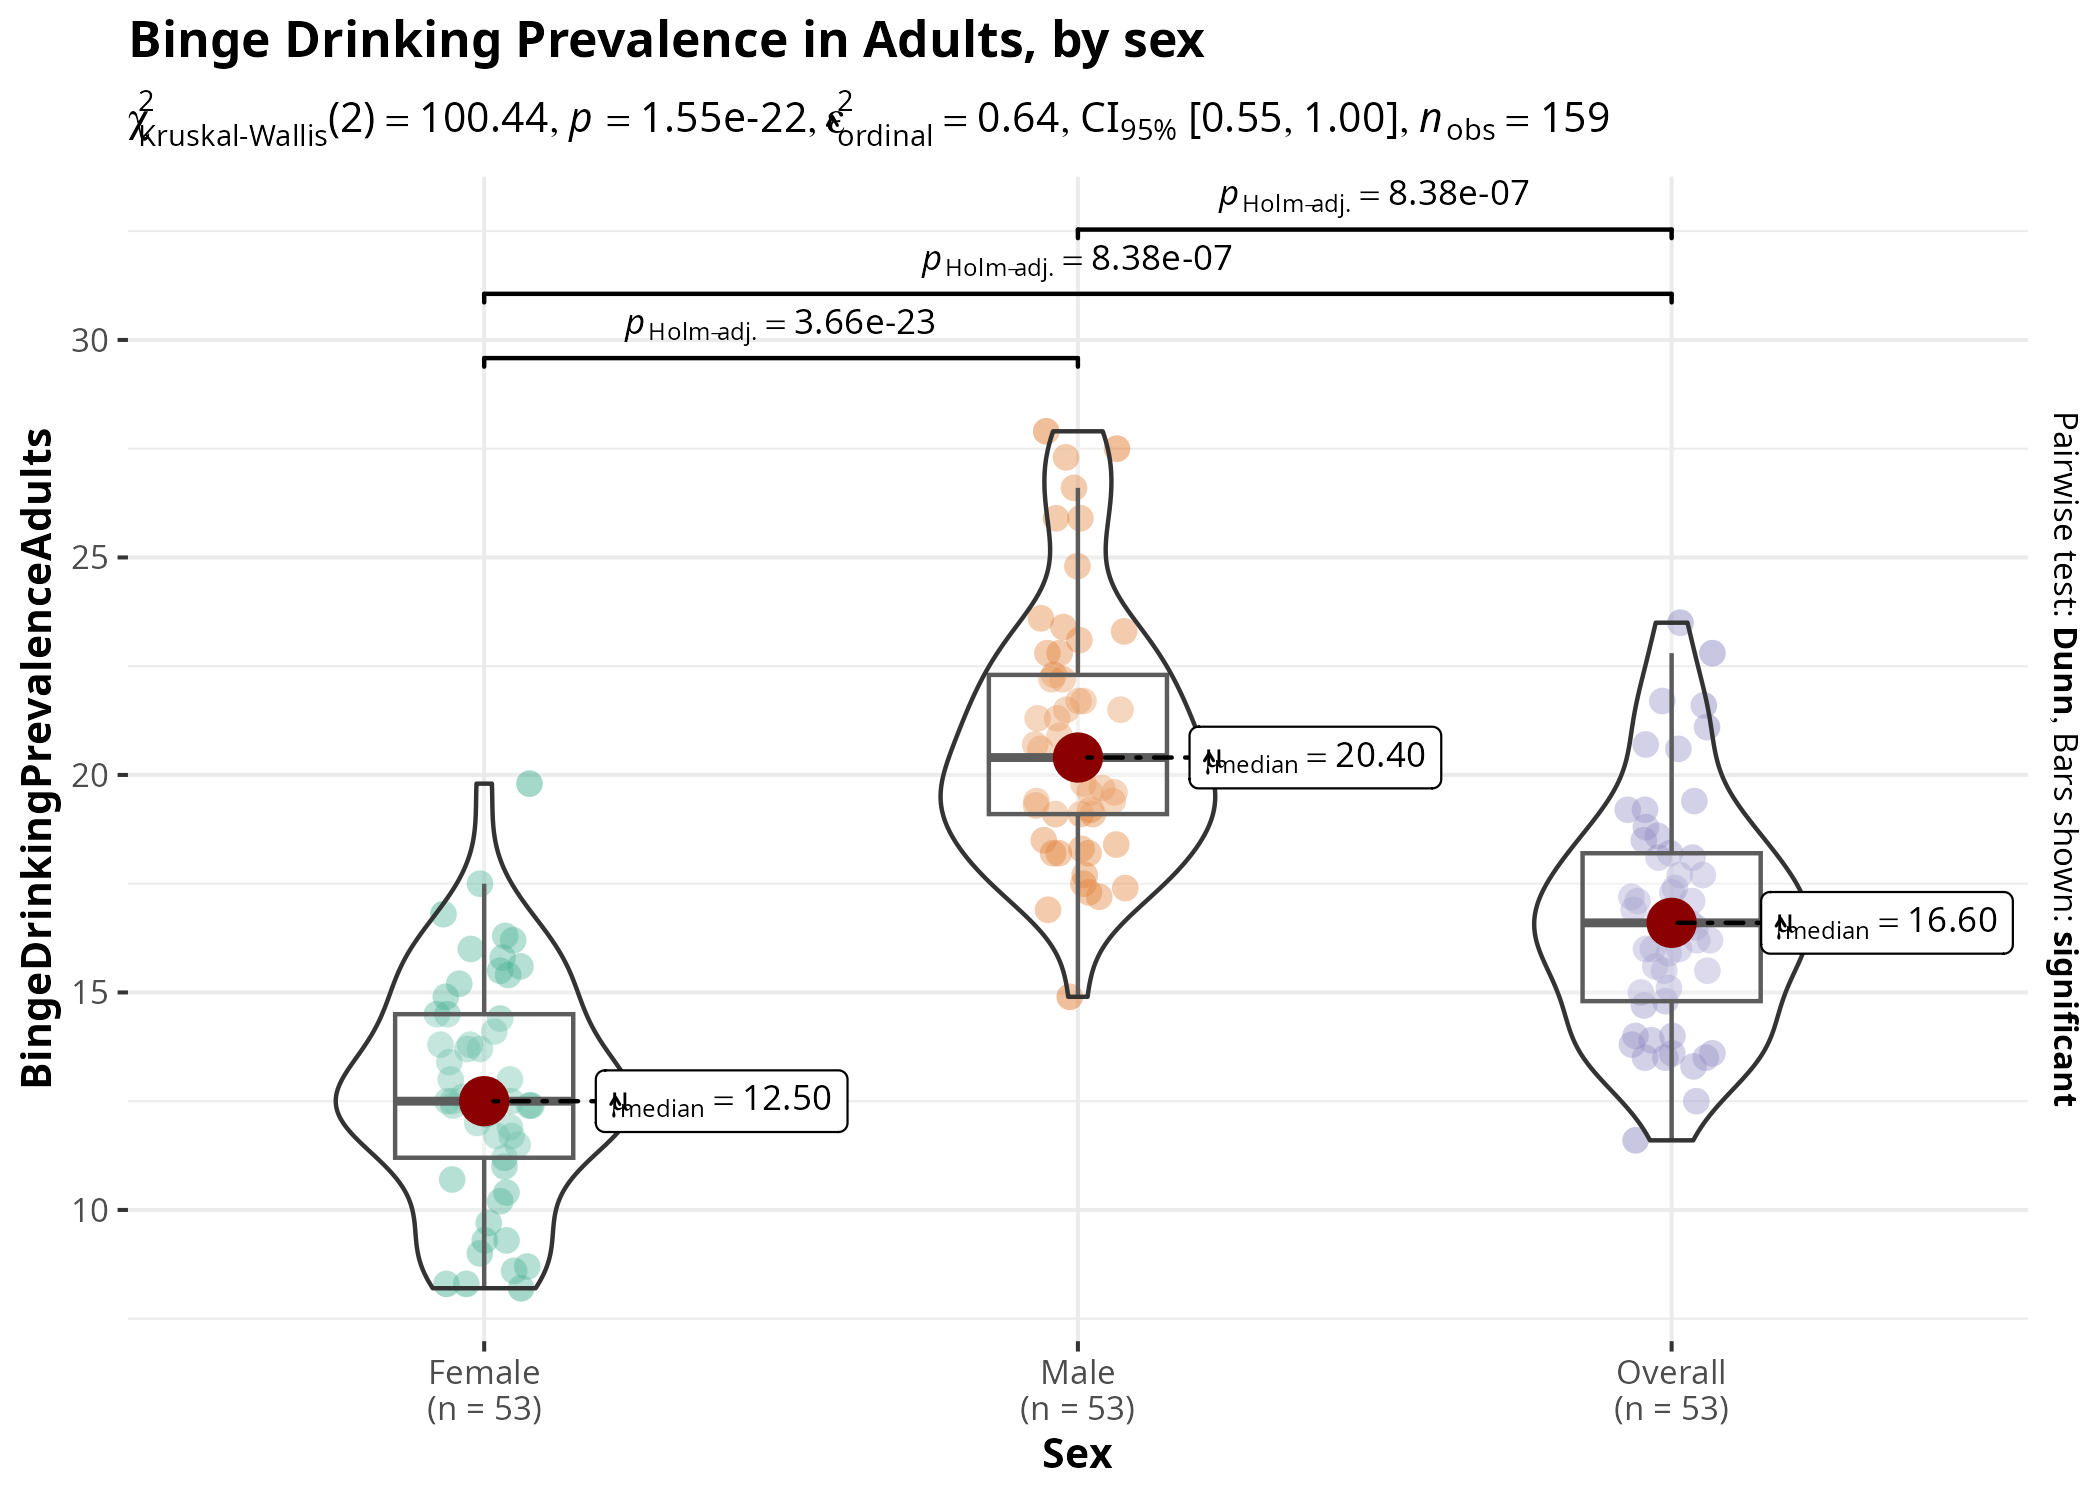 Binge Drinking Prevalence in Adults, by sex
χ²Kruskal-Wallis(2) = 100.44, p = 1.55e-22, ε̂²ordinal = 0.64, CI95% [0.55, 1.00], nobs = 159
pHolm-adj. = 8.38e-07
pHolm-adj. = 8.38e-07
pHolm-adj. = 3.66e-23
30
25
20
15
10
BingeDrinkingPrevalenceAdults
μ̂median = 20.40
μ̂median = 16.60
μ̂median = 12.50
Pairwise test: Dunn, Bars shown: significant
Female
(n = 53)
Male
(n = 53)
Overall
(n = 53)
Sex